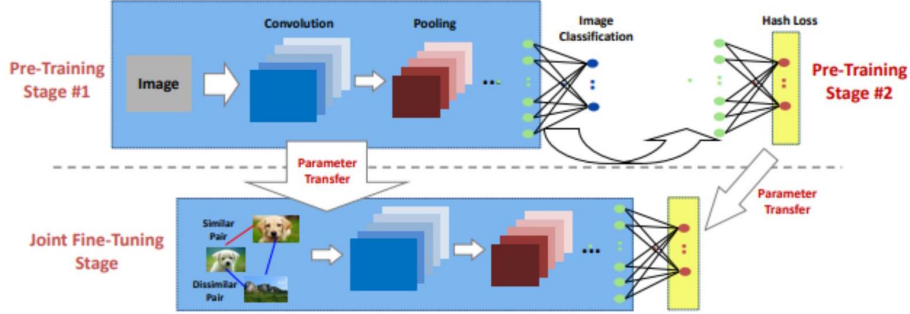 Convolution
Pooling
Image
Classification
Hash Loss
Pre-Training
Stage #1
Image
Pre-Training
Stage #2
Parameter
Transfer
Parameter
Transfer
Similar
Pair
Joint Fine-Tuning
Stage
Dissimilar
Pair